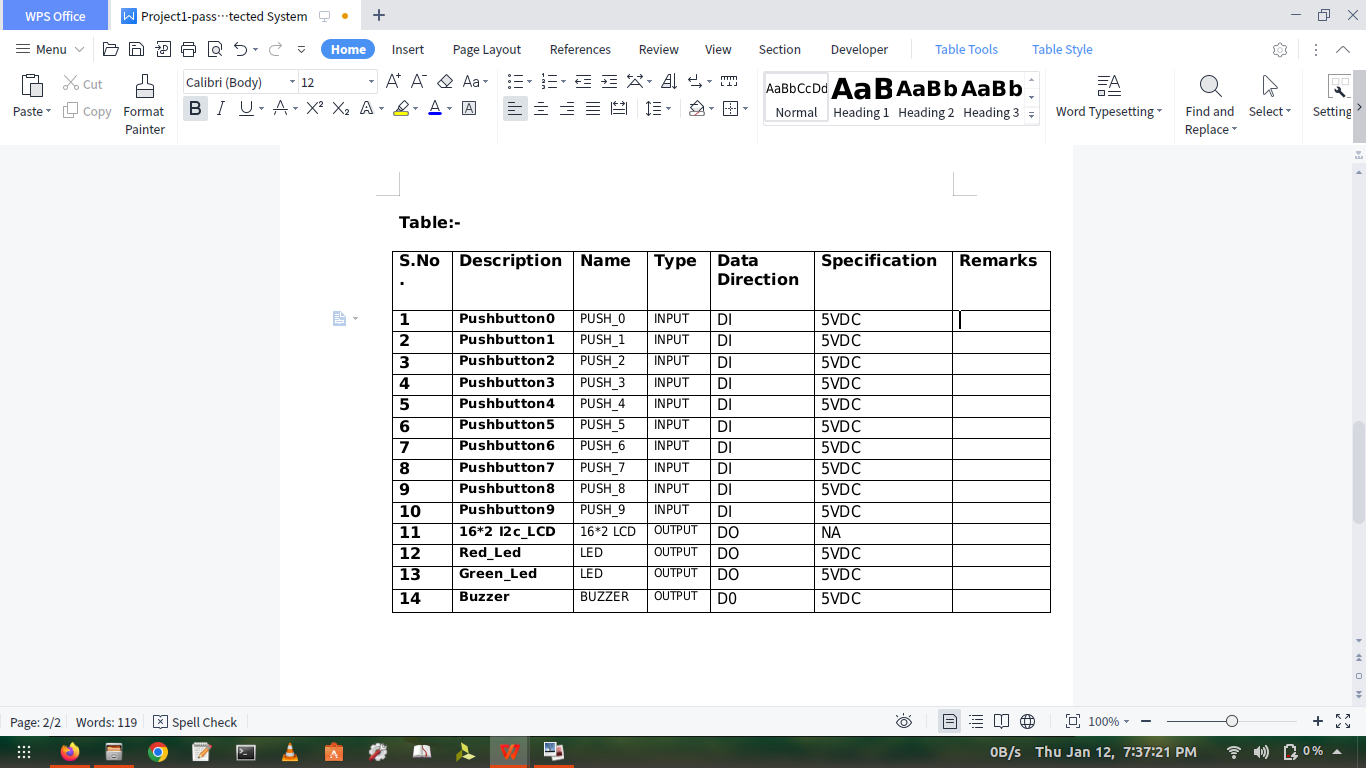 WPS Office
Project1-pass···tected System
Menu
Home Insert Page Layout References Review View Section Developer Table Tools Table Style
Paste Cut Copy Format Painter
Calibri (Body) 12
AaBbCcDd AaB AaBb AaBb
Normal Heading 1 Heading 2 Heading 3
Word Typesetting Find and Replace Select Setting
Table:-
S.No. Description Name Type Data Direction Specification Remarks
1 Pushbutton0 PUSH_0 INPUT DI 5VDC
2 Pushbutton1 PUSH_1 INPUT DI 5VDC
3 Pushbutton2 PUSH_2 INPUT DI 5VDC
4 Pushbutton3 PUSH_3 INPUT DI 5VDC
5 Pushbutton4 PUSH_4 INPUT DI 5VDC
6 Pushbutton5 PUSH_5 INPUT DI 5VDC
7 Pushbutton6 PUSH_6 INPUT DI 5VDC
8 Pushbutton7 PUSH_7 INPUT DI 5VDC
9 Pushbutton8 PUSH_8 INPUT DI 5VDC
10 Pushbutton9 PUSH_9 INPUT DI 5VDC
11 16*2 I2c_LCD 16*2 LCD OUTPUT DO NA
12 Red_Led LED OUTPUT DO 5VDC
13 Green_Led LED OUTPUT DO 5VDC
14 Buzzer BUZZER OUTPUT D0 5VDC
Page: 2/2 Words: 119 Spell Check 100%
0B/s Thu Jan 12, 7:37:21 PM 0%